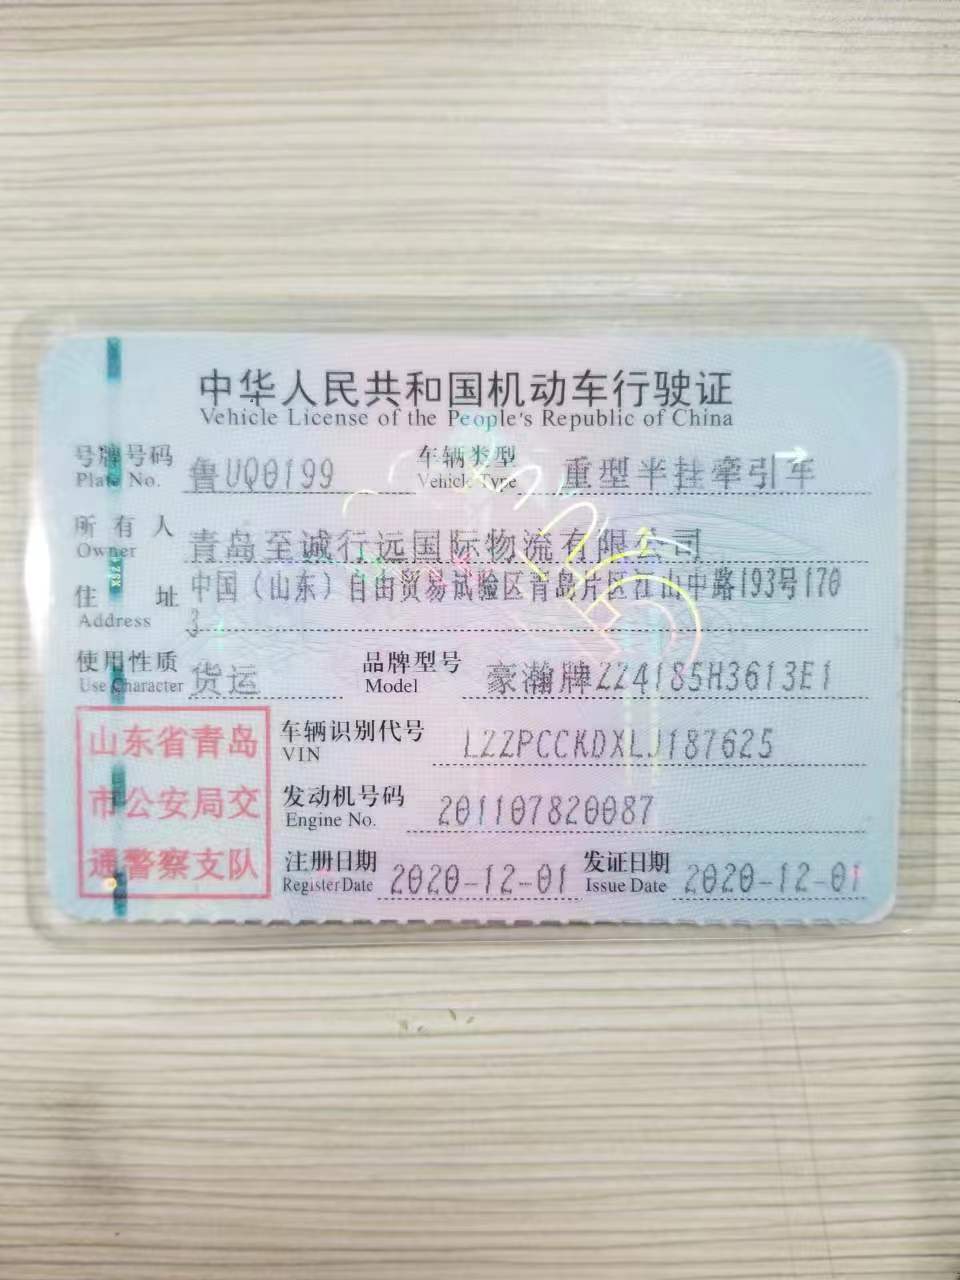 中华人民共和国机动车行驶证
Vehicle License of the People's Republic of China
号牌号码 鲁UQ0199 车辆类型 重型半挂牵引车
Plate No. Vehicle Type
所有人 青岛至诚行远国际物流有限公司
Owner
住址 中国（山东）自由贸易试验区青岛片区江山中路193号170
Address 3
使用性质 货运 品牌型号 豪瀚牌ZZ4185H3613E1
Use Character Model
山东省青岛
市公安局交
通警察支队
车辆识别代号 LZZPCCKDXLJ187625
VIN
发动机号码 201107820087
Engine No.
注册日期 2020-12-01 发证日期 2020-12-01
Register Date Issue Date